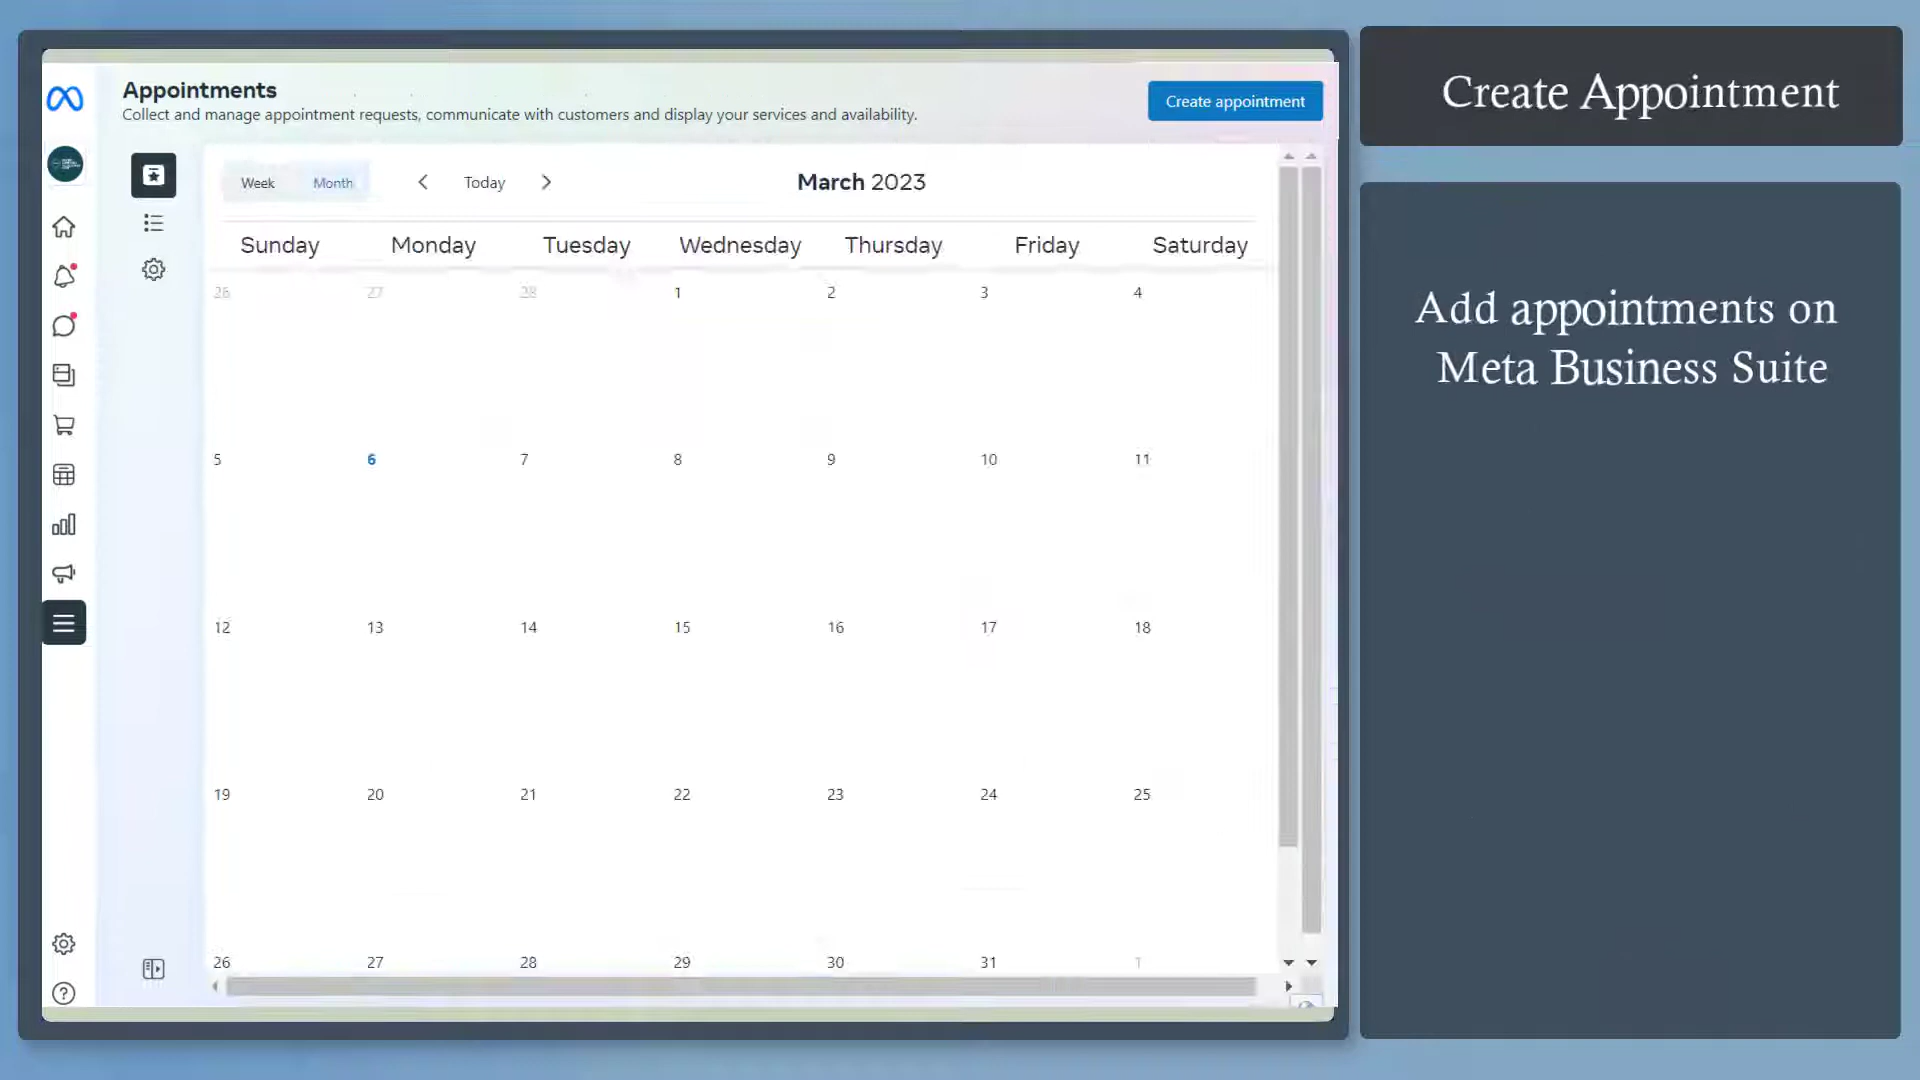 Appointments
Collect and manage appointment requests, communicate with customers and display your services and availability.
Create appointment
Week Month Today March 2023
Sunday Monday Tuesday Wednesday Thursday Friday Saturday
26 27 28 1 2 3 4
5 6 7 8 9 10 11
12 13 14 15 16 17 18
19 20 21 22 23 24 25
26 27 28 29 30 31 1
Create Appointment
Add appointments on
Meta Business Suite